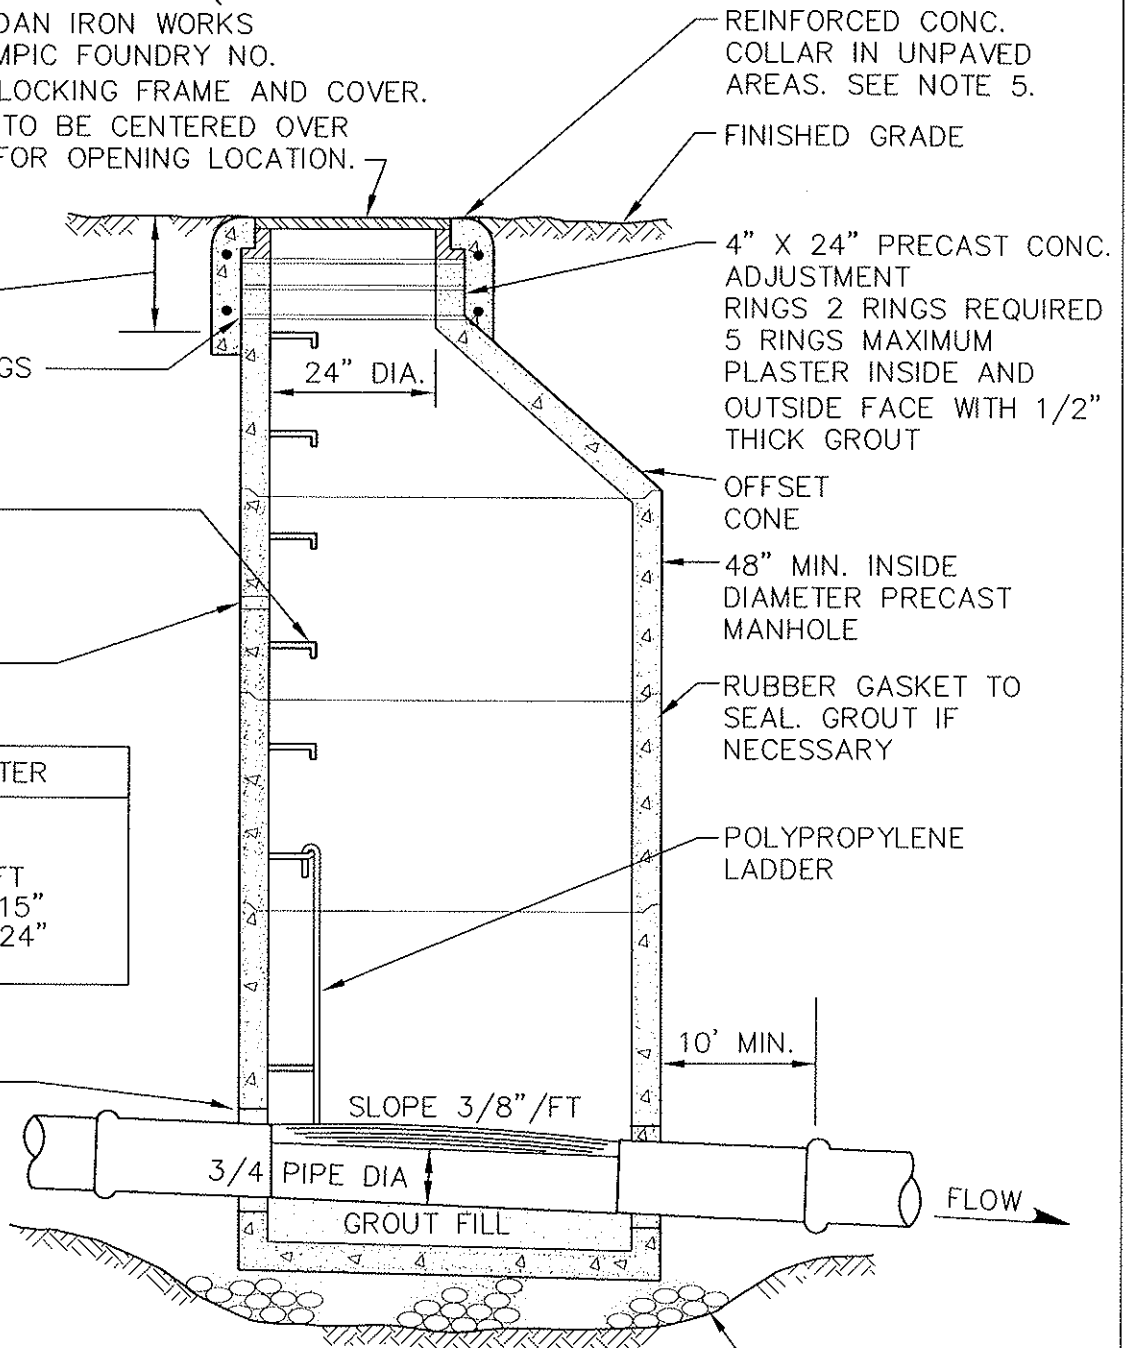 DAN IRON WORKS
MPIC FOUNDRY NO.
LOCKING FRAME AND COVER.
TO BE CENTERED OVER
FOR OPENING LOCATION.
REINFORCED CONC.
COLLAR IN UNPAVED
AREAS. SEE NOTE 5.
FINISHED GRADE
4" X 24" PRECAST CONC.
ADJUSTMENT
RINGS 2 RINGS REQUIRED
5 RINGS MAXIMUM
PLASTER INSIDE AND
OUTSIDE FACE WITH 1/2"
THICK GROUT
GS
24" DIA.
OFFSET
CONE
48" MIN. INSIDE
DIAMETER PRECAST
MANHOLE
RUBBER GASKET TO
SEAL. GROUT IF
NECESSARY
TER
FT
15"
24"
POLYPROPYLENE
LADDER
10' MIN.
SLOPE 3/8"/FT
3/4 PIPE DIA
GROUT FILL
FLOW